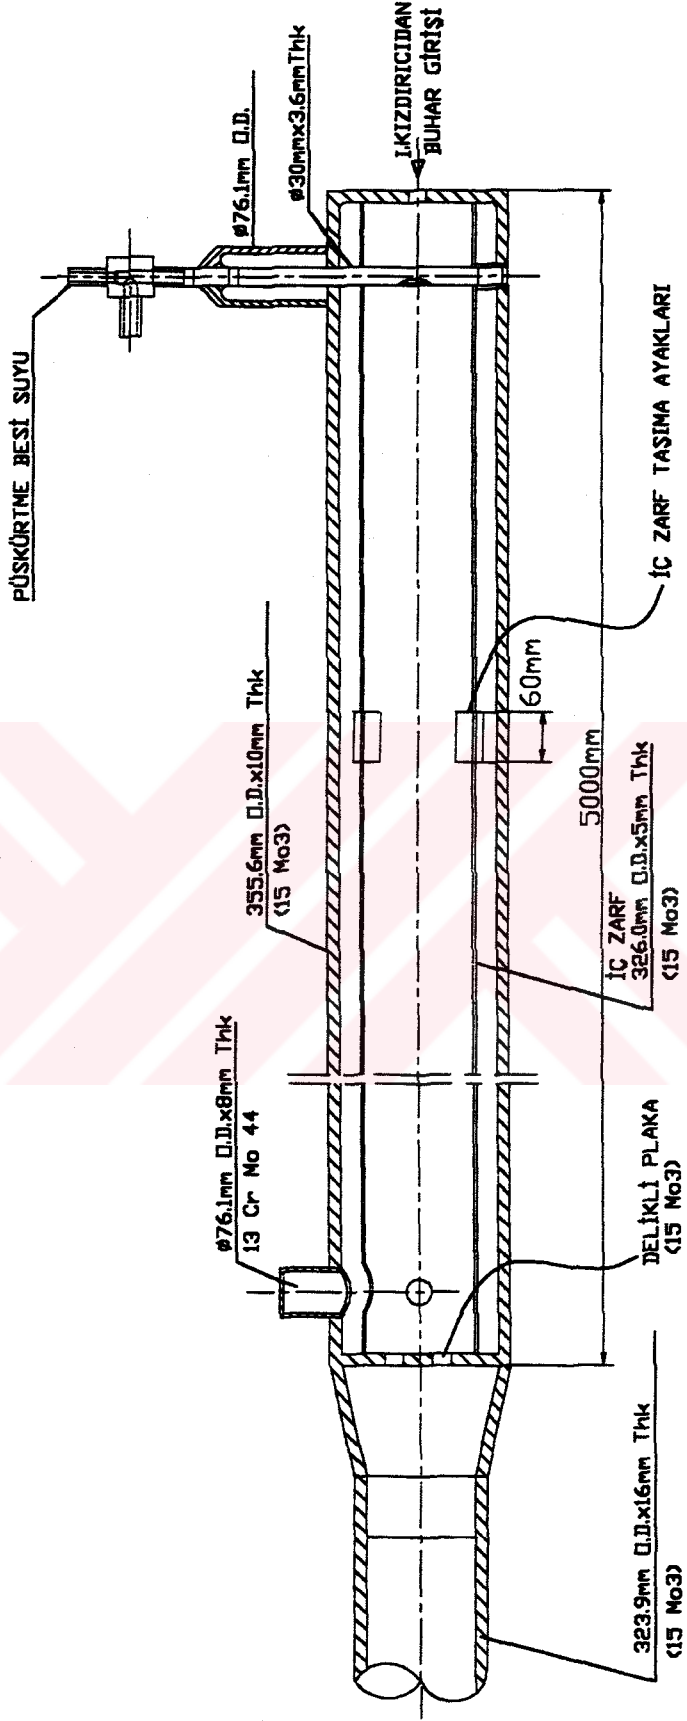 PÜSKÜRTME BESİ SUYU
ø76.1mm O.D.
ø30mmx3.6mmThk
I.KIZDIRICIDAN
BUHAR GİRİŞİ
355.6mm O.D.x10mm Thk
(15 Mo3)
ø76.1mm O.D.x8mm Thk
13 Cr Mo 44
60mm
İÇ ZARF TAŞIMA AYAKLARI
5000mm
İÇ ZARF
326.0mm O.D.x5mm Thk
(15 Mo3)
DELİKLİ PLAKA
(15 Mo3)
323.9mm O.D.x16mm Thk
(15 Mo3)